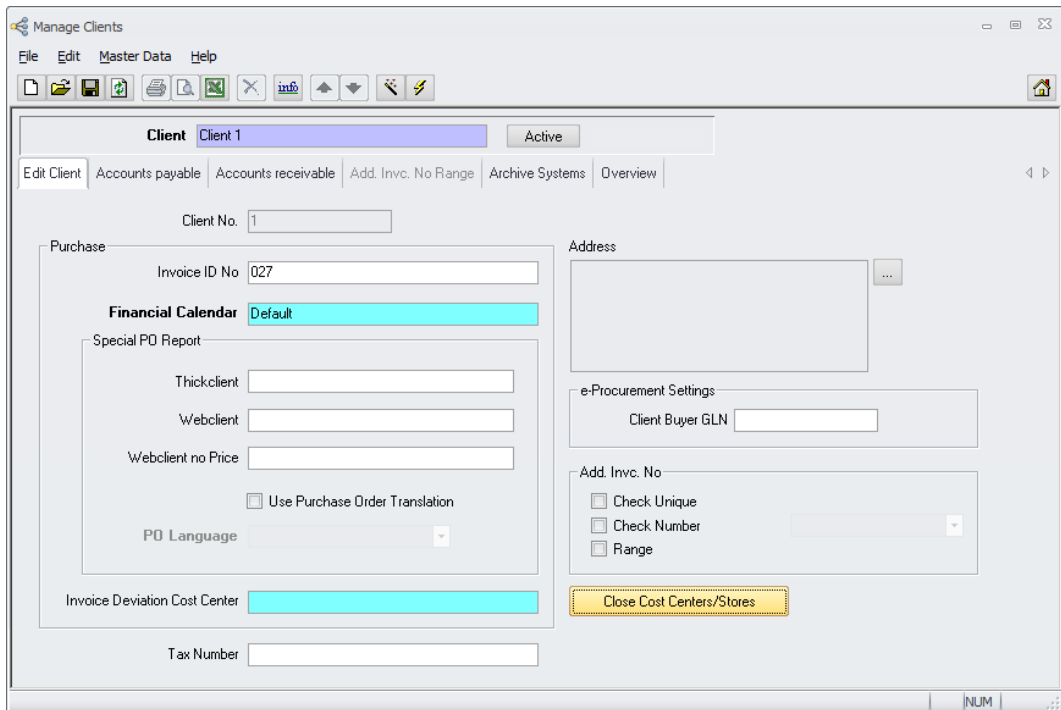 Manage Clients
File Edit Master Data Help
info
Client Client 1 Active
Edit Client Accounts payable Accounts receivable Add. Invc. No Range Archive Systems Overview
Client No. 1
Purchase
Invoice ID No 027
Financial Calendar Default
Special PO Report
Thickclient
Webclient
Webclient no Price
Use Purchase Order Translation
PO Language
Invoice Deviation Cost Center
Tax Number
Address
...
e-Procurement Settings
Client Buyer GLN
Add. Invc. No
Check Unique
Check Number
Range
Close Cost Centers/Stores
NUM